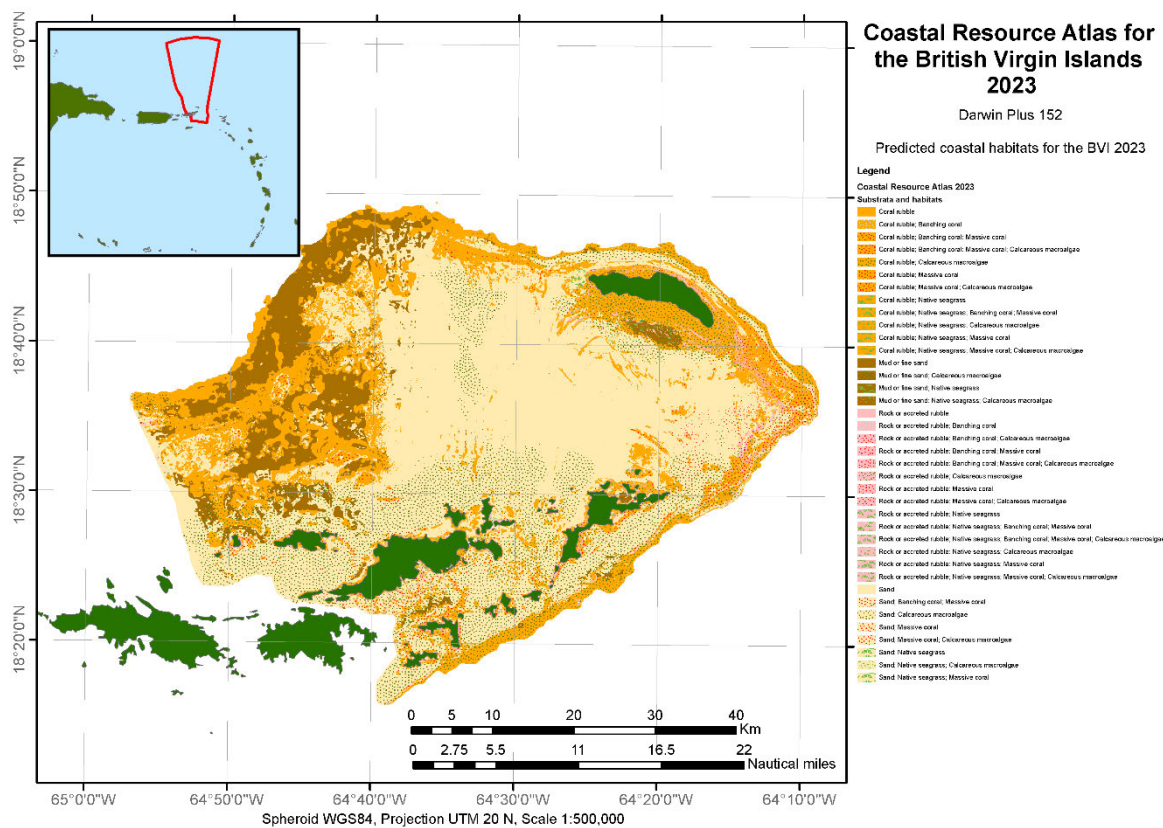 Coastal Resource Atlas for
the British Virgin Islands
2023
Darwin Plus 152
Predicted coastal habitats for the BVI 2023
Legend
Coastal Resource Atlas 2023
Substrata and habitats
Coral rubble
Coral rubble; Banching coral
Coral rubble; Banching coral; Massive coral
Coral rubble; Banching coral; Massive coral; Calcareous macroalgae
Coral rubble; Calcareous macroalgae
Coral rubble; Massive coral
Coral rubble; Massive coral; Calcareous macroalgae
Coral rubble; Native seagrass
Coral rubble; Native seagrass; Banching coral; Massive coral
Coral rubble; Native seagrass; Calcareous macroalgae
Coral rubble; Native seagrass; Massive coral
Coral rubble; Native seagrass; Massive coral; Calcareous macroalgae
Mud or fine sand
Mud or fine sand; Calcareous macroalgae
Mud or fine sand; Native seagrass
Mud or fine sand; Native seagrass; Calcareous macroalgae
Rock or accreted rubble
Rock or accreted rubble; Banching coral
Rock or accreted rubble; Banching coral; Calcareous macroalgae
Rock or accreted rubble; Banching coral; Massive coral
Rock or accreted rubble; Banching coral; Massive coral; Calcareous macroalgae
Rock or accreted rubble; Calcareous macroalgae
Rock or accreted rubble; Massive coral
Rock or accreted rubble; Massive coral; Calcareous macroalgae
Rock or accreted rubble; Native seagrass
Rock or accreted rubble; Native seagrass; Banching coral; Massive coral
Rock or accreted rubble; Native seagrass; Banching coral; Massive coral; Calcareous macroalgae
Rock or accreted rubble; Native seagrass; Calcareous macroalgae
Rock or accreted rubble; Native seagrass; Massive coral
Rock or accreted rubble; Native seagrass; Massive coral; Calcareous macroalgae
Sand
Sand; Banching coral; Massive coral
Sand; Calcareous macroalgae
Sand; Massive coral
Sand; Massive coral; Calcareous macroalgae
Sand; Native seagrass
Sand; Native seagrass; Calcareous macroalgae
Sand; Native seagrass; Massive coral
19°0'0"N
18°50'0"N
18°40'0"N
18°30'0"N
18°20'0"N
0 5 10 20 30 40
Km
0 2.75 5.5 11 16.5 22
Nautical miles
65°0'0"W 64°50'0"W 64°40'0"W 64°30'0"W 64°20'0"W 64°10'0"W
Spheroid WGS84, Projection UTM 20 N, Scale 1:500,000